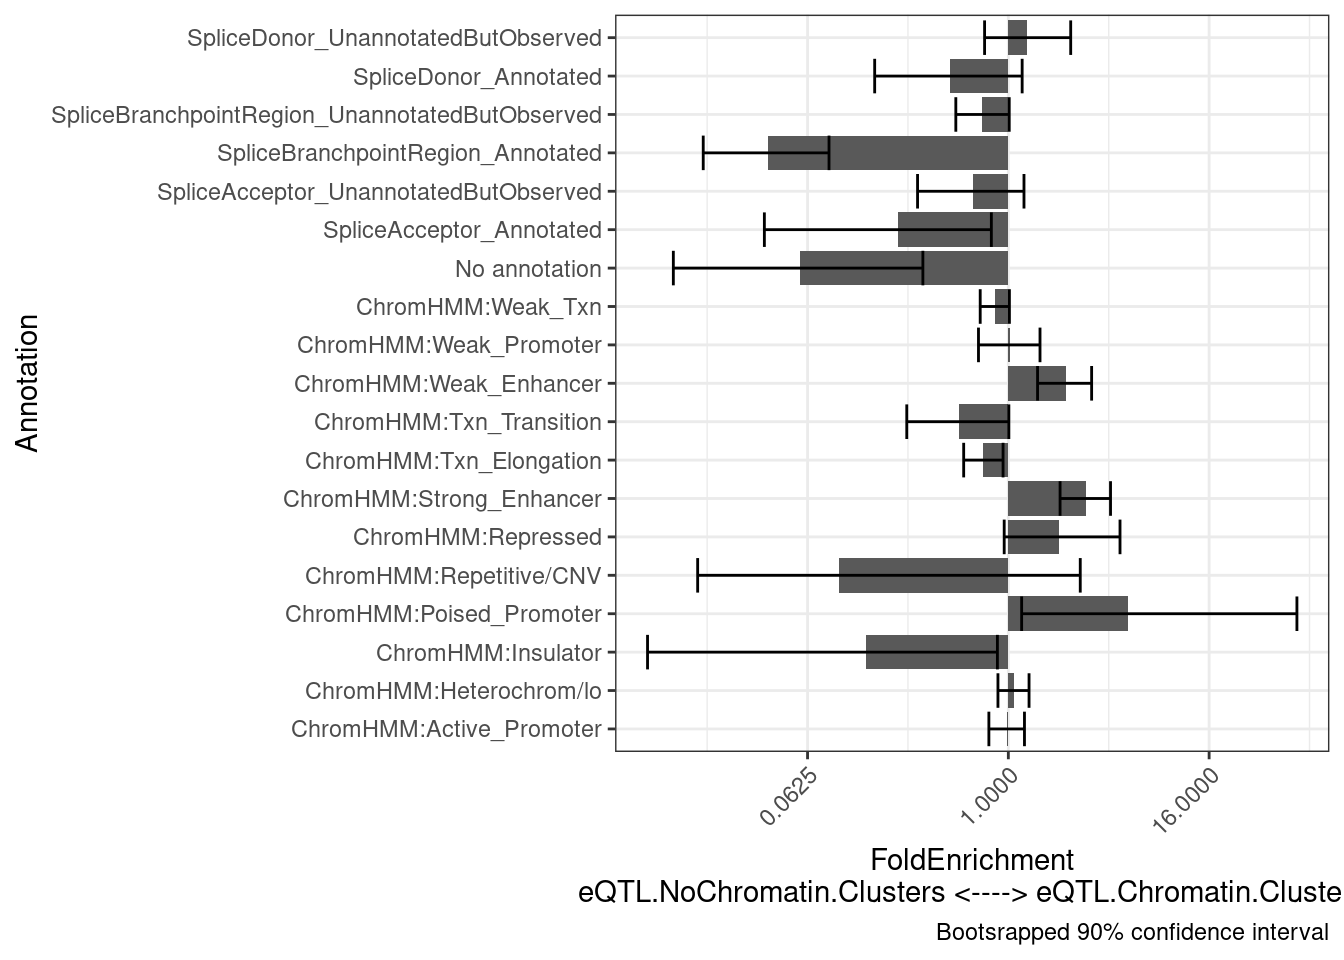 SpliceDonor_UnannotatedButObserved
SpliceDonor_Annotated
SpliceBranchpointRegion_UnannotatedButObserved
SpliceBranchpointRegion_Annotated
SpliceAcceptor_UnannotatedButObserved
SpliceAcceptor_Annotated
No annotation
ChromHMM:Weak_Txn
ChromHMM:Weak_Promoter
ChromHMM:Weak_Enhancer
ChromHMM:Txn_Transition
ChromHMM:Txn_Elongation
ChromHMM:Strong_Enhancer
ChromHMM:Repressed
ChromHMM:Repetitive/CNV
ChromHMM:Poised_Promoter
ChromHMM:Insulator
ChromHMM:Heterochrom/lo
ChromHMM:Active_Promoter
Annotation
0.0625
1.0000
16.0000
FoldEnrichment
eQTL.NoChromatin.Clusters <----> eQTL.Chromatin.Cluste
Bootsrapped 90% confidence interval